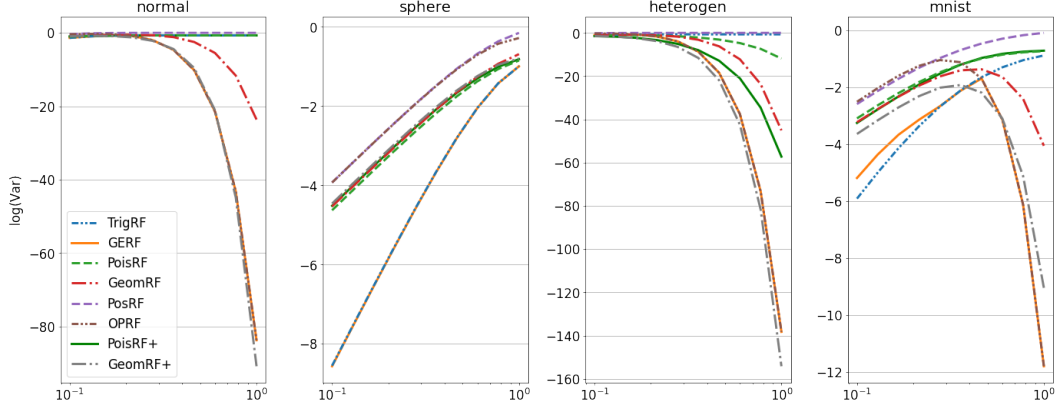 normal
sphere
heterogen
mnist
log(Var)
0
−20
−40
−60
−80
TrigRF
GERF
PoisRF
GeomRF
PosRF
OPRF
PoisRF+
GeomRF+
10⁻¹
10⁰
0
−2
−4
−6
−8
10⁻¹
10⁰
0
−20
−40
−60
−80
−100
−120
−140
−160
10⁻¹
10⁰
0
−2
−4
−6
−8
−10
−12
10⁻¹
10⁰